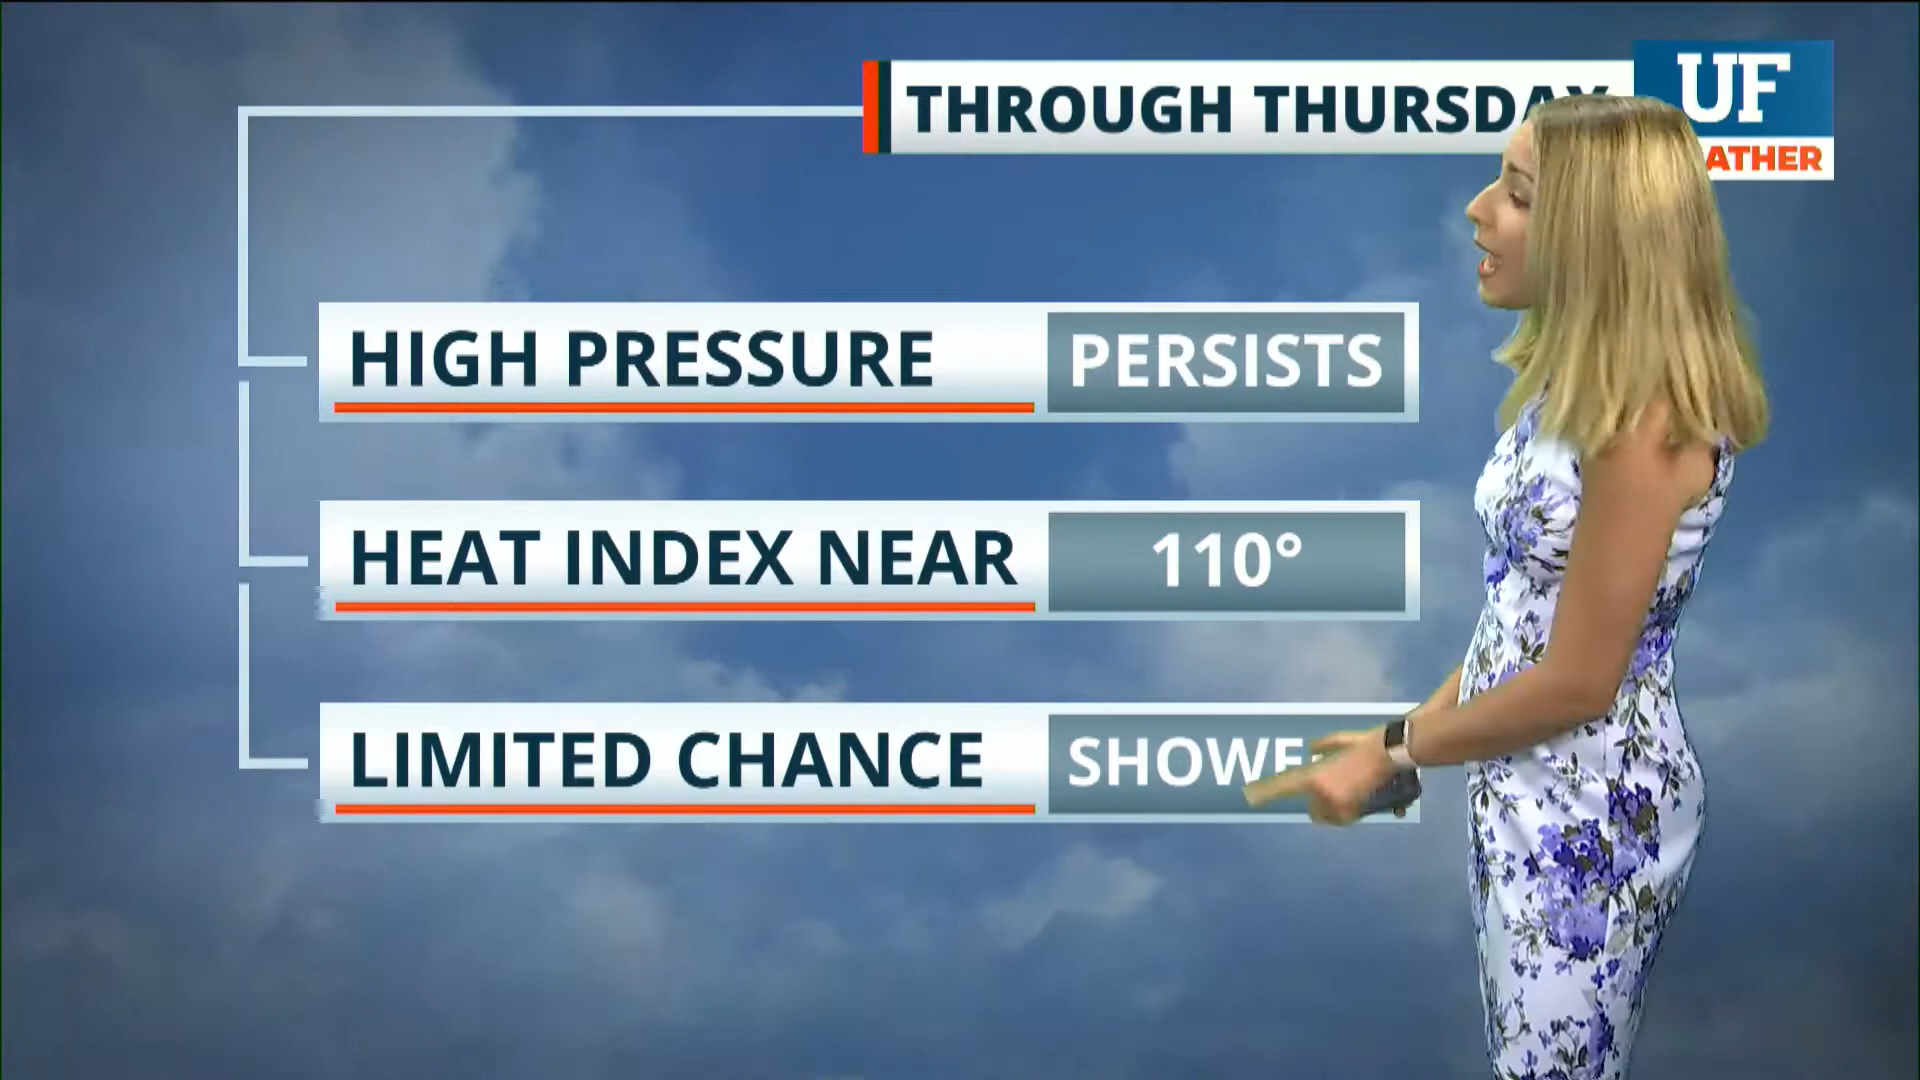 THROUGH THURSDAY
UF
HIGH PRESSURE PERSISTS
HEAT INDEX NEAR 110°
LIMITED CHANCE